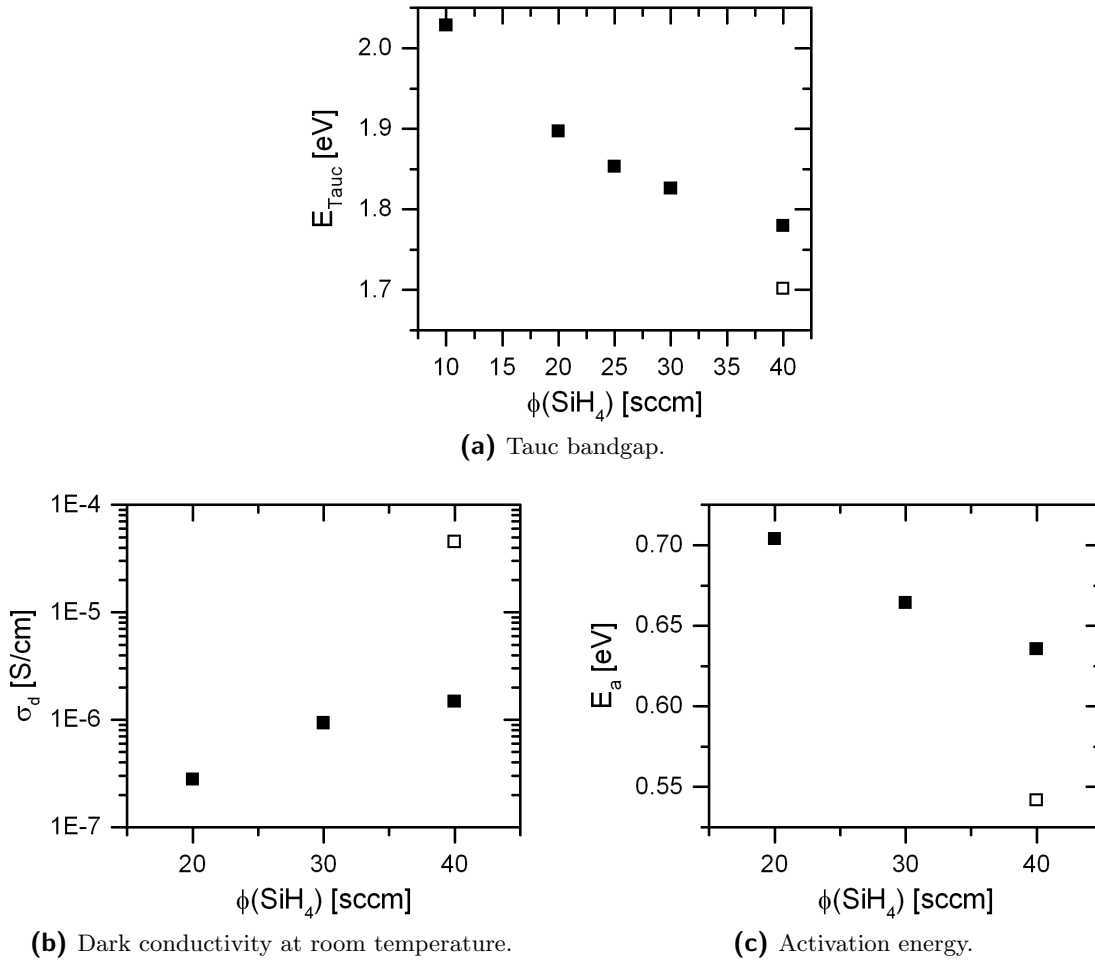 2.0
1.9
1.8
1.7
E_Tauc [eV]
10 15 20 25 30 35 40
ϕ(SiH₄) [sccm]
(a) Tauc bandgap.
1E-4
1E-5
1E-6
1E-7
σ_d [S/cm]
20 30 40
ϕ(SiH₄) [sccm]
(b) Dark conductivity at room temperature.
0.70
0.65
0.60
0.55
E_a [eV]
20 30 40
ϕ(SiH₄) [sccm]
(c) Activation energy.